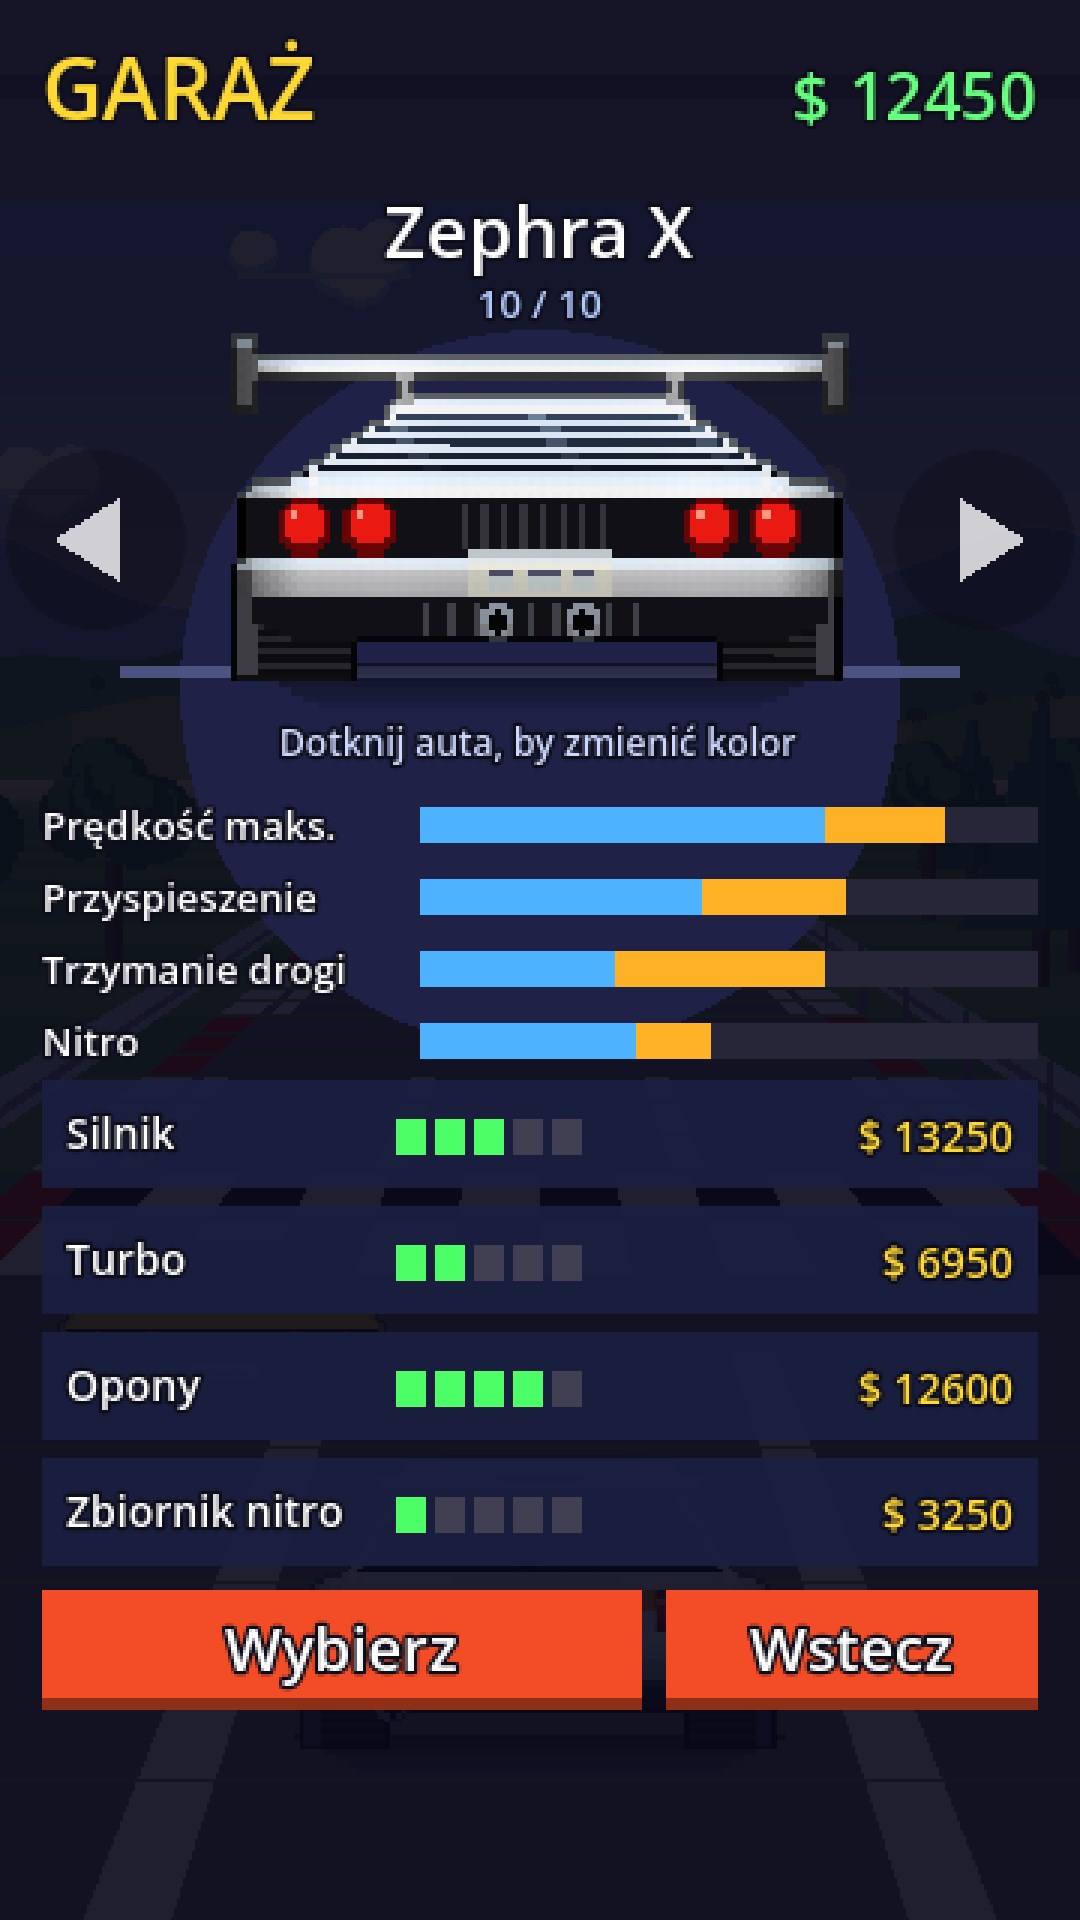 GARAŻ
$ 12450
Zephra X
10 / 10
Dotknij auta, by zmienić kolor
Prędkość maks.
Przyspieszenie
Trzymanie drogi
Nitro
Silnik $ 13250
Turbo $ 6950
Opony $ 12600
Zbiornik nitro $ 3250
Wybierz
Wstecz